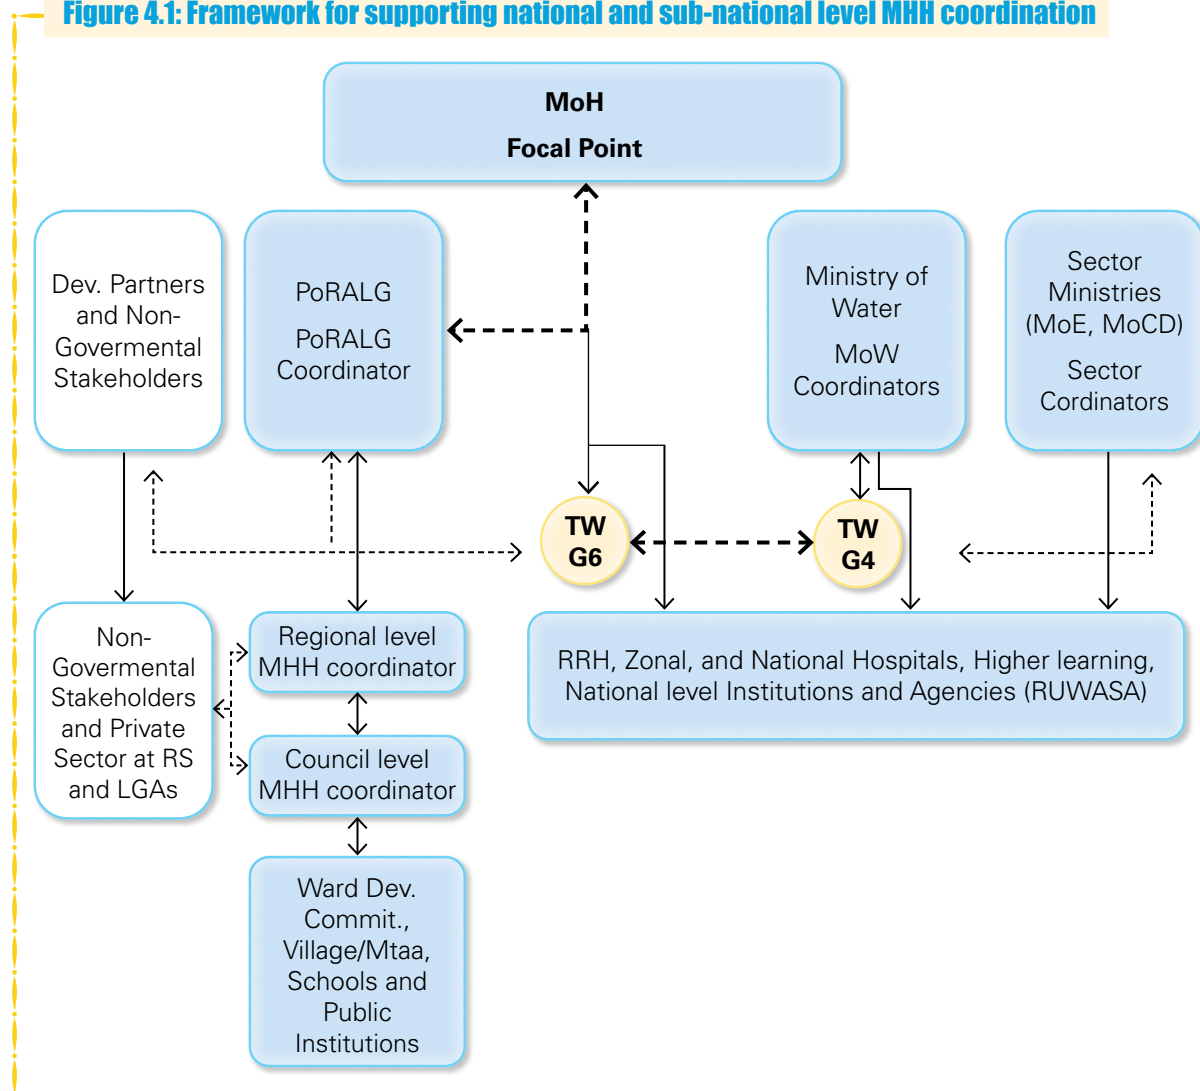 Figure 4.1: Framework for supporting national and sub-national level MHH coordination
MoH
Focal Point
Dev. Partners
and Non-
Govermental
Stakeholders
PoRALG
PoRALG
Coordinator
Ministry of
Water
MoW
Coordinators
Sector
Ministries
(MoE, MoCD)
Sector
Cordinators
TW
G6
TW
G4
Non-
Govermental
Stakeholders
and Private
Sector at RS
and LGAs
Regional level
MHH coordinator
Council level
MHH coordinator
RRH, Zonal, and National Hospitals, Higher learning,
National level Institutions and Agencies (RUWASA)
Ward Dev.
Commit.,
Village/Mtaa,
Schools and
Public
Institutions